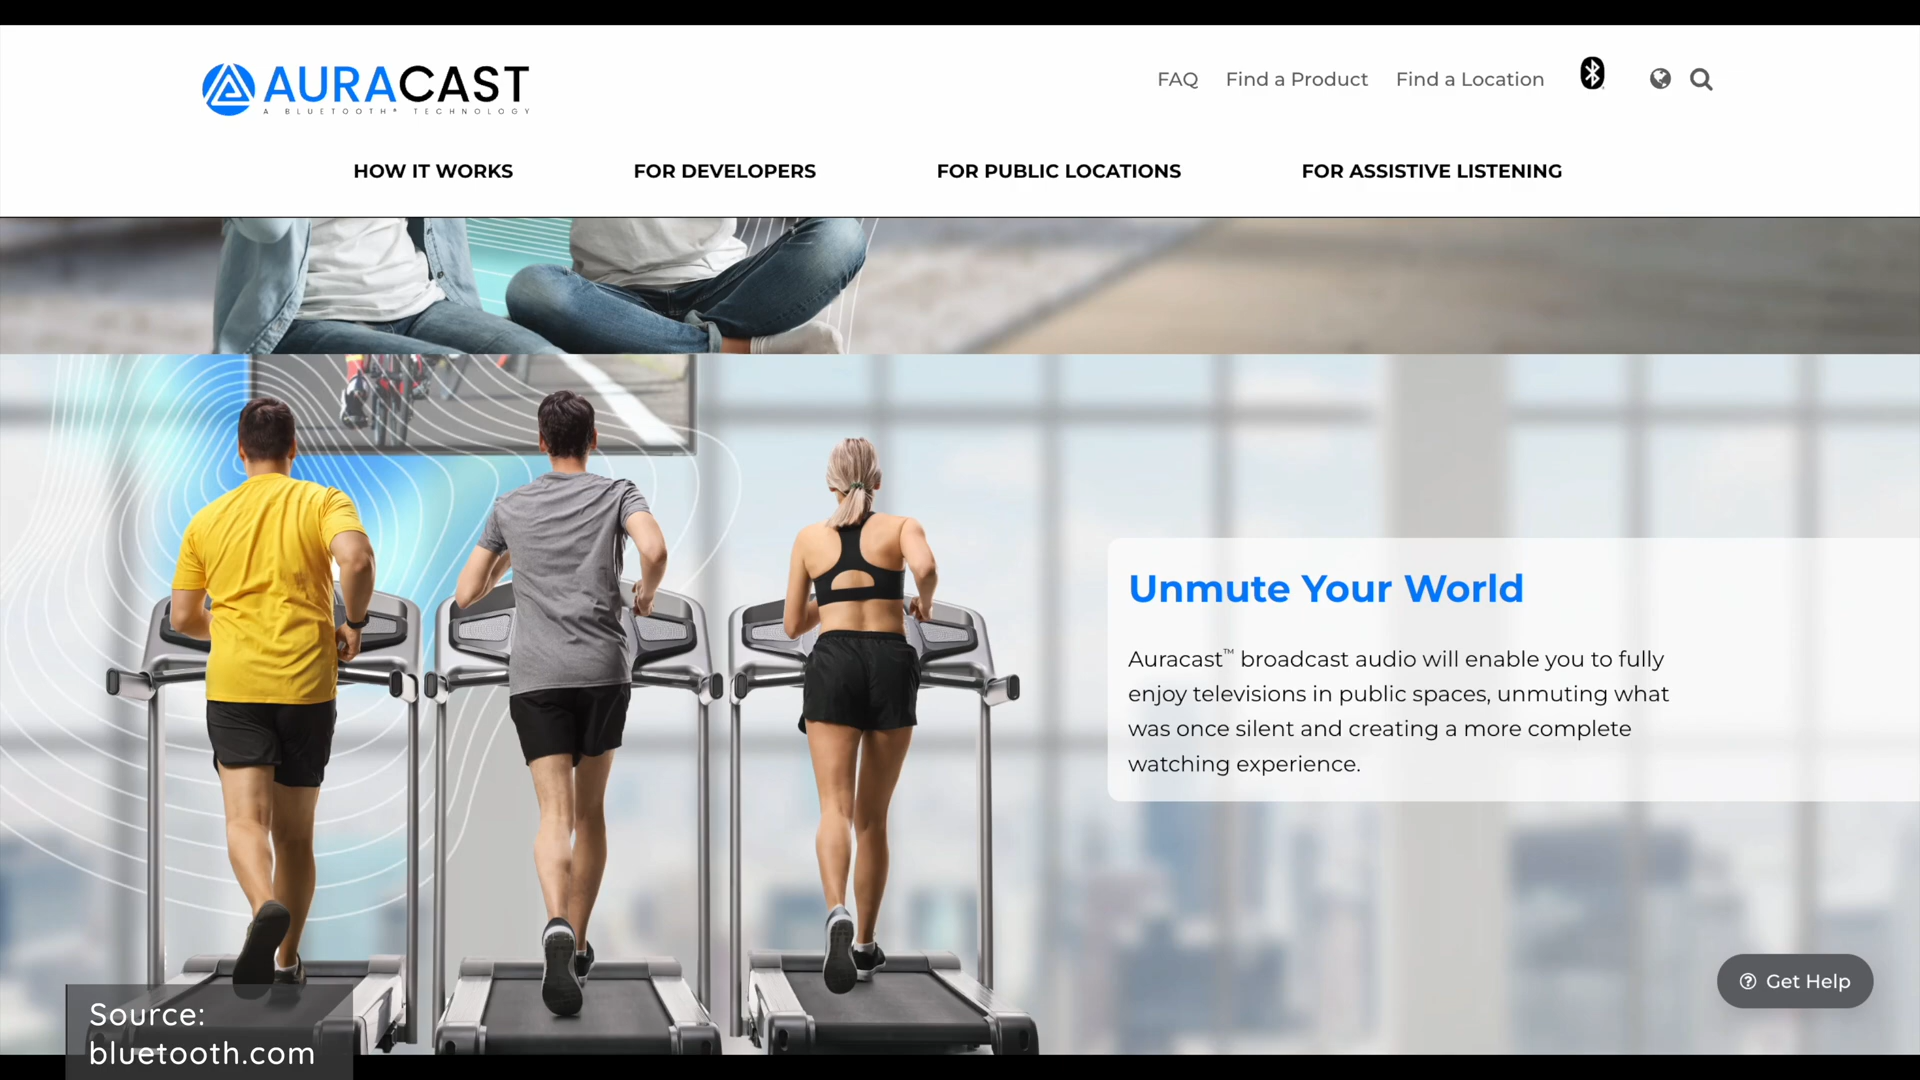 AURACAST
A BLUETOOTH® TECHNOLOGY
FAQ Find a Product Find a Location
HOW IT WORKS FOR DEVELOPERS FOR PUBLIC LOCATIONS FOR ASSISTIVE LISTENING
Unmute Your World
Auracast™ broadcast audio will enable you to fully
enjoy televisions in public spaces, unmuting what
was once silent and creating a more complete
watching experience.
Get Help
Source:
bluetooth.com